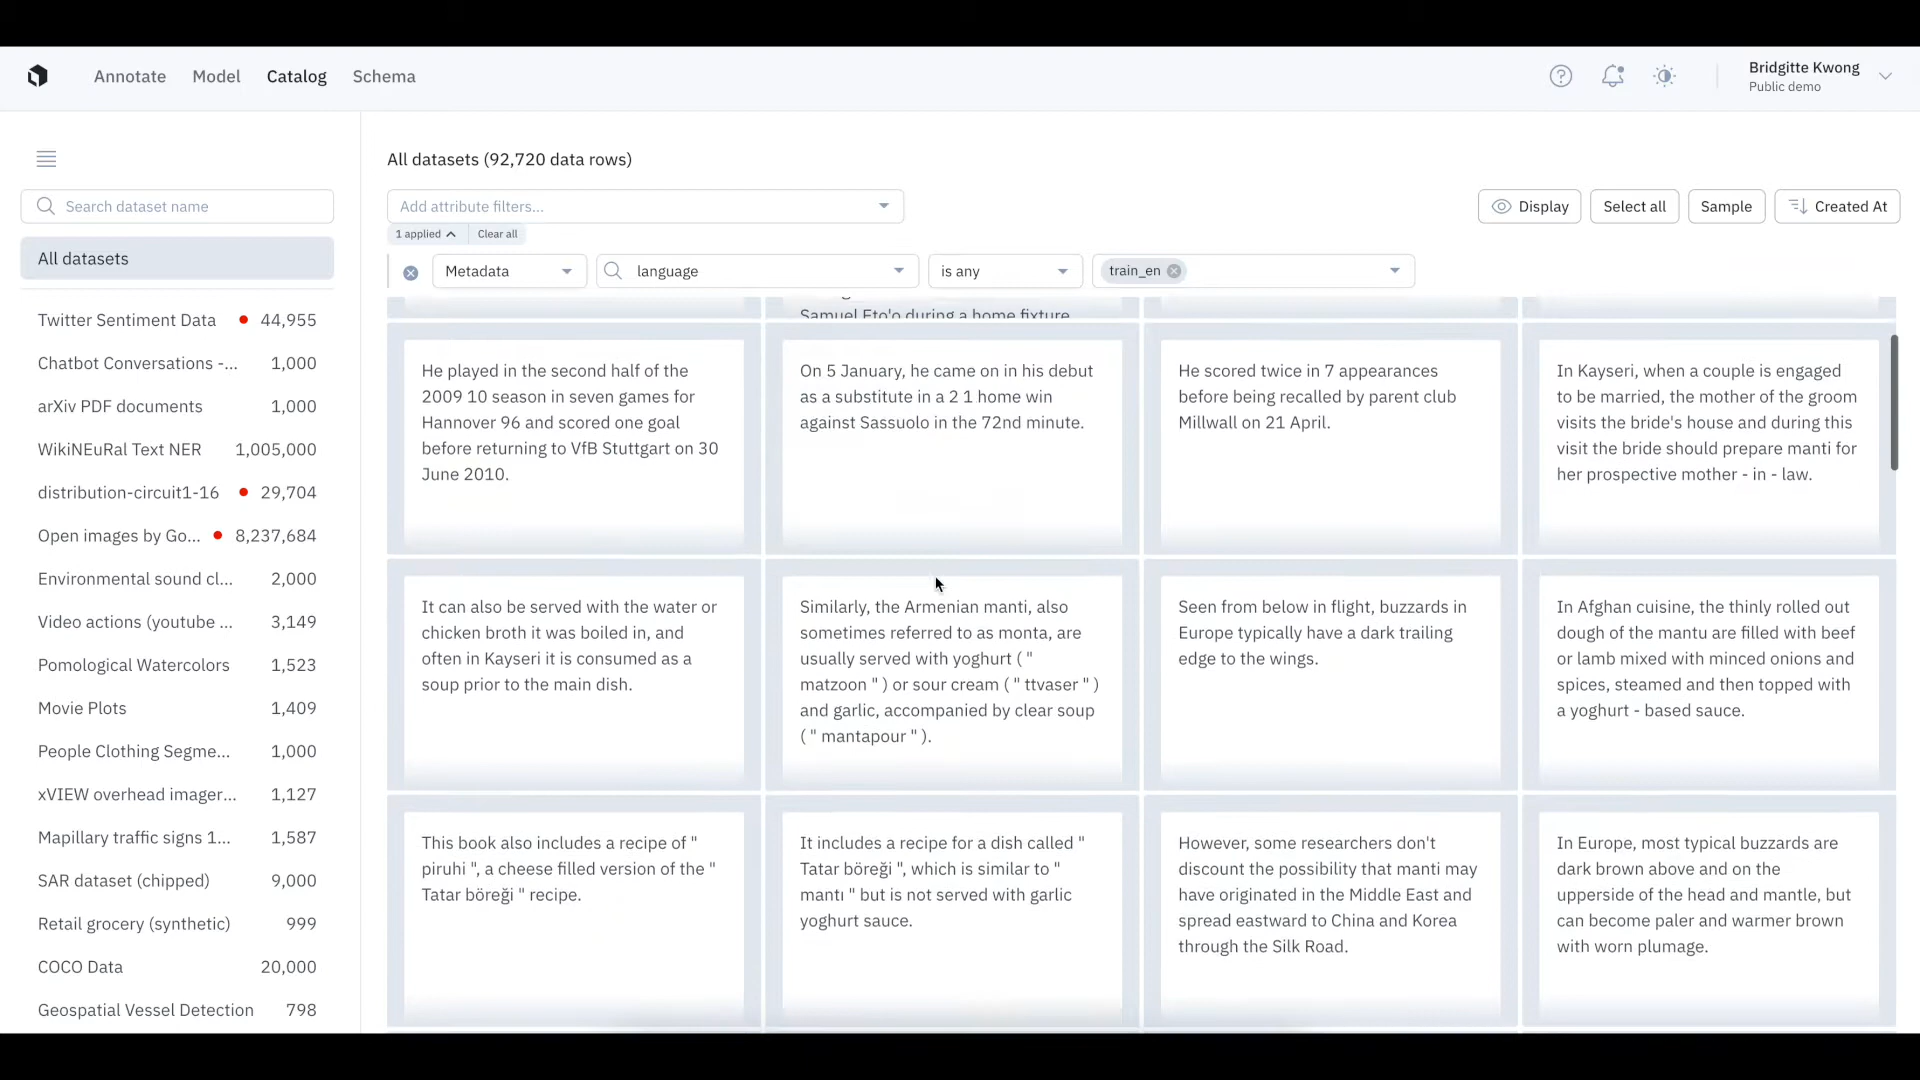 Annotate Model Catalog Schema
Bridgitte Kwong
Public demo
Search dataset name
All datasets
Twitter Sentiment Data 44,955
Chatbot Conversations -... 1,000
arXiv PDF documents 1,000
WikiNEuRal Text NER 1,005,000
distribution-circuit1-16 29,704
Open images by Go... 8,237,684
Environmental sound cl... 2,000
Video actions (youtube ... 3,149
Pomological Watercolors 1,523
Movie Plots 1,409
People Clothing Segme... 1,000
xVIEW overhead imager... 1,127
Mapillary traffic signs 1... 1,587
SAR dataset (chipped) 9,000
Retail grocery (synthetic) 999
COCO Data 20,000
Geospatial Vessel Detection 798
All datasets (92,720 data rows)
Add attribute filters...
Display Select all Sample Created At
1 applied Clear all
Metadata language is any train_en
Samuel Eto'o during a home fixture
He played in the second half of the
2009 10 season in seven games for
Hannover 96 and scored one goal
before returning to VfB Stuttgart on 30
June 2010.
On 5 January, he came on in his debut
as a substitute in a 2 1 home win
against Sassuolo in the 72nd minute.
He scored twice in 7 appearances
before being recalled by parent club
Millwall on 21 April.
In Kayseri, when a couple is engaged
to be married, the mother of the groom
visits the bride's house and during this
visit the bride should prepare manti for
her prospective mother - in - law.
It can also be served with the water or
chicken broth it was boiled in, and
often in Kayseri it is consumed as a
soup prior to the main dish.
Similarly, the Armenian manti, also
sometimes referred to as monta, are
usually served with yoghurt ( "
matzoon " ) or sour cream ( " ttvaser " )
and garlic, accompanied by clear soup
( " mantapour " ).
Seen from below in flight, buzzards in
Europe typically have a dark trailing
edge to the wings.
In Afghan cuisine, the thinly rolled out
dough of the mantu are filled with beef
or lamb mixed with minced onions and
spices, steamed and then topped with
a yoghurt - based sauce.
This book also includes a recipe of "
piruhi ", a cheese filled version of the "
Tatar böreği " recipe.
It includes a recipe for a dish called "
Tatar böreği ", which is similar to "
mantı " but is not served with garlic
yoghurt sauce.
However, some researchers don't
discount the possibility that manti may
have originated in the Middle East and
spread eastward to China and Korea
through the Silk Road.
In Europe, most typical buzzards are
dark brown above and on the
upperside of the head and mantle, but
can become paler and warmer brown
with worn plumage.